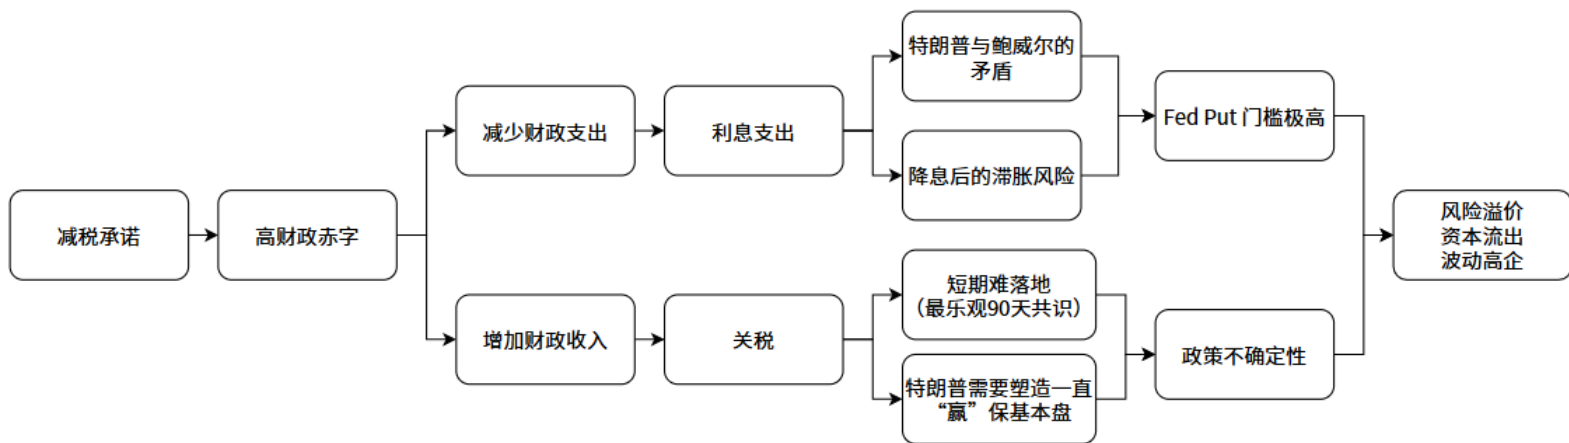 减税承诺
高财政赤字
减少财政支出
利息支出
特朗普与鲍威尔的
矛盾
降息后的滞胀风险
Fed Put 门槛极高
增加财政收入
关税
短期难落地
（最乐观90天共识）
特朗普需要塑造一直
“赢”保基本盘
政策不确定性
风险溢价
资本流出
波动高企